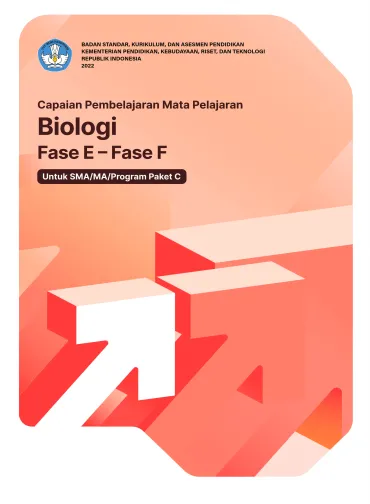 BADAN STANDAR, KURIKULUM, DAN ASESMEN PENDIDIKAN
KEMENTERIAN PENDIDIKAN, KEBUDAYAAN, RISET, DAN TEKNOLOGI
REPUBLIK INDONESIA
2022
Capaian Pembelajaran Mata Pelajaran
Biologi
Fase E – Fase F
Untuk SMA/MA/Program Paket C